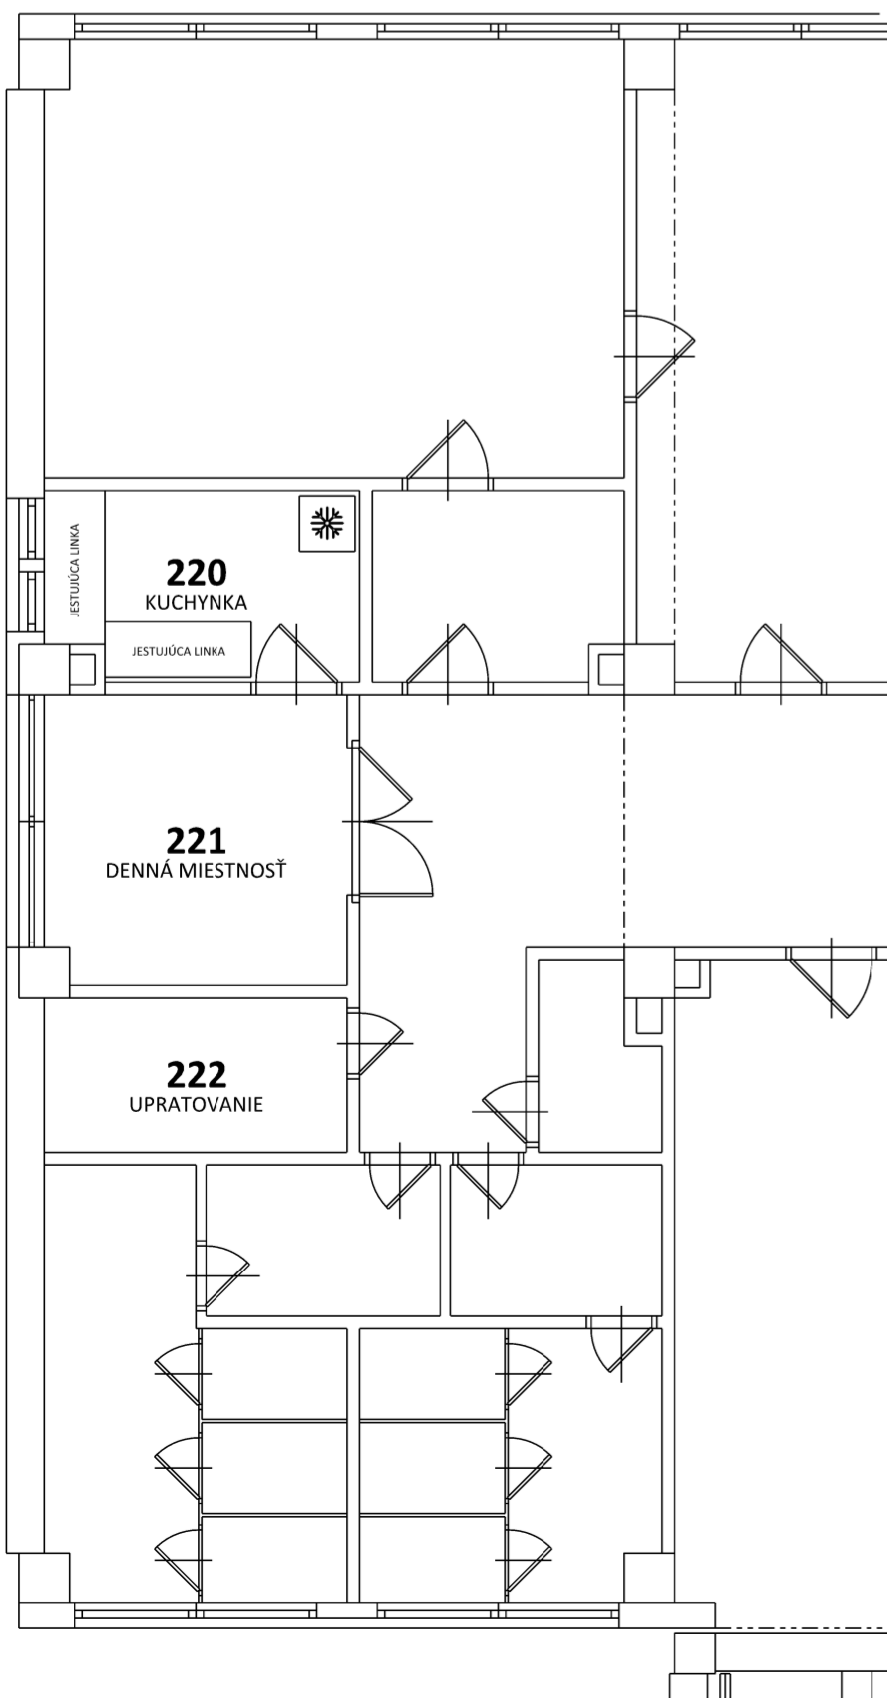 JESTUJÚCA LINKA
220
KUCHYNKA
JESTUJÚCA LINKA
221
DENNÁ MIESTNOSŤ
222
UPRATOVANIE